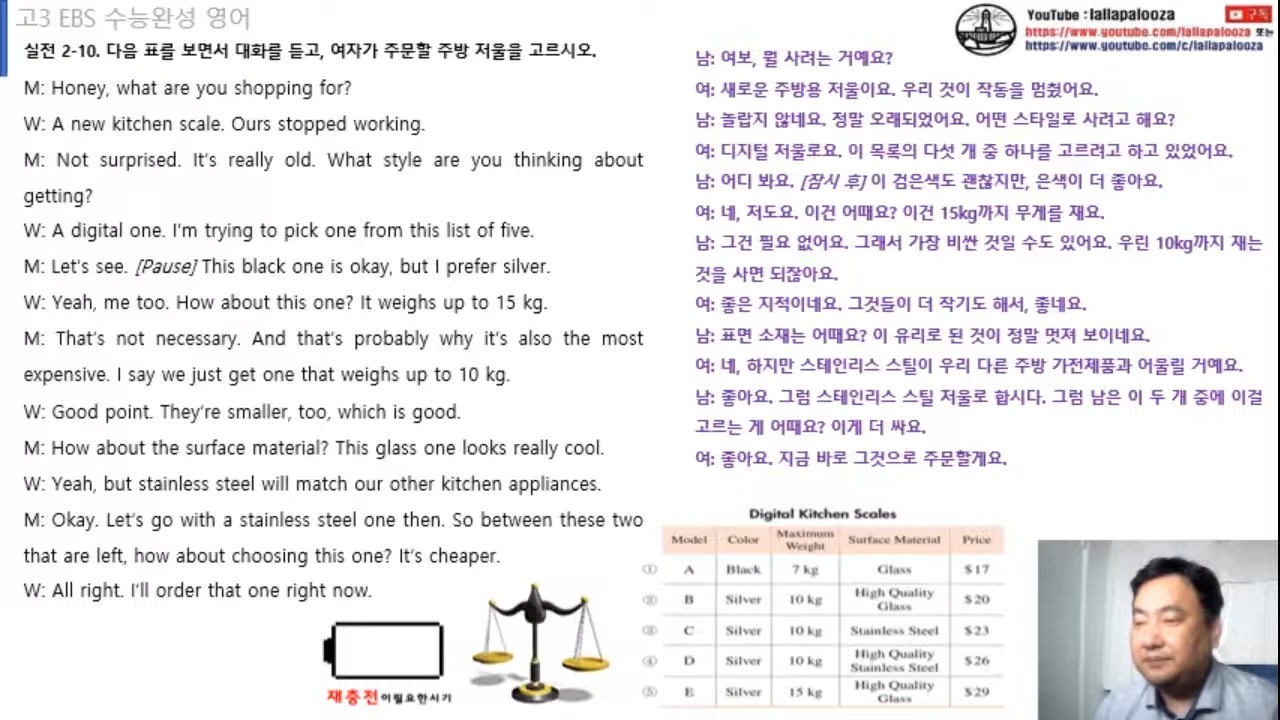 고3 EBS 수능완성 영어
YouTube : lallapalooza
구독
https://www.youtube.com/lallapalooza 또는
https://www.youtube.com/c/lallapalooza
실전 2-10. 다음 표를 보면서 대화를 듣고, 여자가 주문할 주방 저울을 고르시오.
M: Honey, what are you shopping for?
W: A new kitchen scale. Ours stopped working.
M: Not surprised. It's really old. What style are you thinking about
getting?
W: A digital one. I'm trying to pick one from this list of five.
M: Let's see. [Pause] This black one is okay, but I prefer silver.
W: Yeah, me too. How about this one? It weighs up to 15 kg.
M: That's not necessary. And that's probably why it's also the most
expensive. I say we just get one that weighs up to 10 kg.
W: Good point. They're smaller, too, which is good.
M: How about the surface material? This glass one looks really cool.
W: Yeah, but stainless steel will match our other kitchen appliances.
M: Okay. Let's go with a stainless steel one then. So between these two
that are left, how about choosing this one? It's cheaper.
W: All right. I'll order that one right now.
재충전이필요한시기
남: 여보, 뭘 사려는 거예요?
여: 새로운 주방용 저울이요. 우리 것이 작동을 멈췄어요.
남: 놀랍지 않네요. 정말 오래되었어요. 어떤 스타일로 사려고 해요?
여: 디지털 저울로요. 이 목록의 다섯 개 중 하나를 고르려고 하고 있었어요.
남: 어디 봐요. [잠시 후] 이 검은색도 괜찮지만, 은색이 더 좋아요.
여: 네, 저도요. 이건 어때요? 이건 15kg까지 무게를 재요.
남: 그건 필요 없어요. 그래서 가장 비싼 것일 수도 있어요. 우린 10kg까지 재는
것을 사면 되잖아요.
여: 좋은 지적이네요. 그것들이 더 작기도 해서, 좋네요.
남: 표면 소재는 어때요? 이 유리로 된 것이 정말 멋져 보이네요.
여: 네, 하지만 스테인리스 스틸이 우리 다른 주방 가전제품과 어울릴 거예요.
남: 좋아요. 그럼 스테인리스 스틸 저울로 합시다. 그럼 남은 이 두 개 중에 이걸
고르는 게 어때요? 이게 더 싸요.
여: 좋아요. 지금 바로 그것으로 주문할게요.
Digital Kitchen Scales
Model Color Maximum Weight Surface Material Price
① A Black 7 kg Glass $17
② B Silver 10 kg High Quality Glass $20
③ C Silver 10 kg Stainless Steel $23
④ D Silver 10 kg High Quality Stainless Steel $26
⑤ E Silver 15 kg High Quality Glass $29